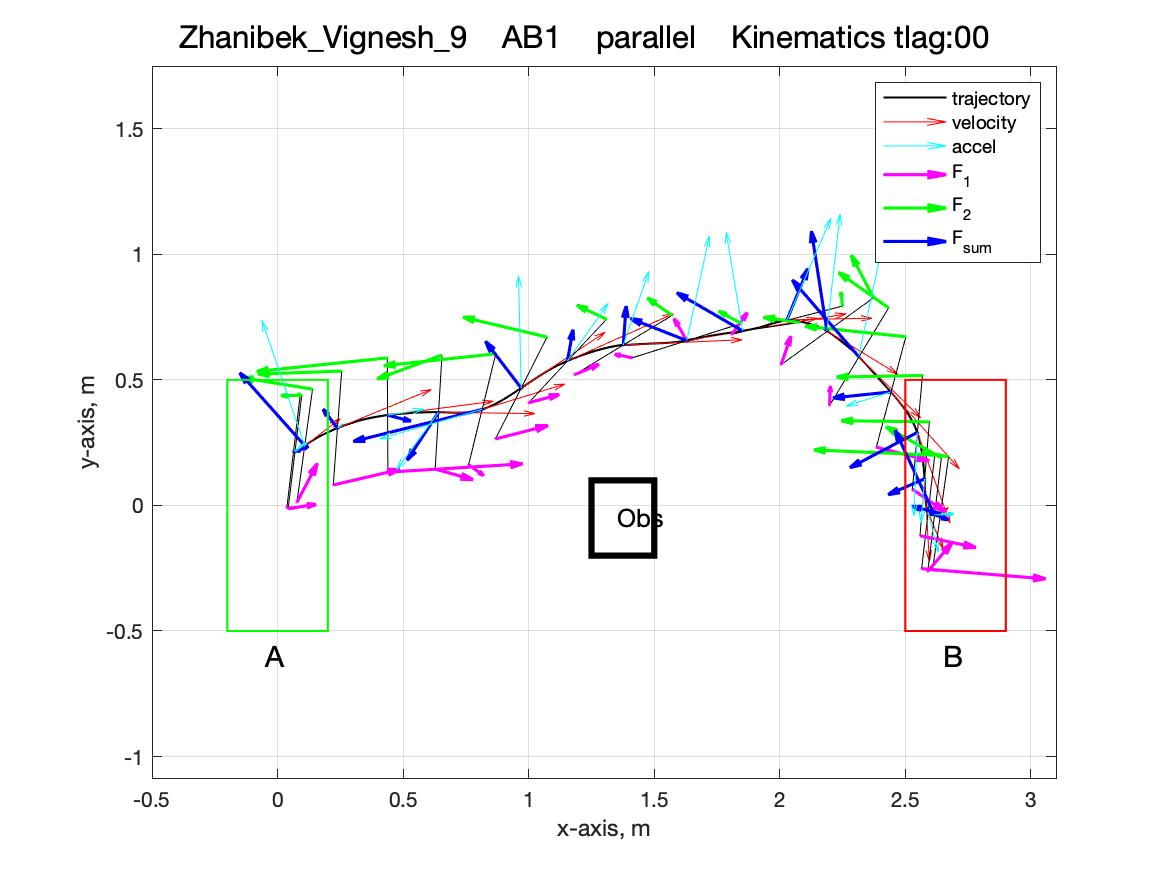 Zhanibek_Vignesh_9 AB1 parallel Kinematics tlag:00
trajectory
velocity
accel
F1
F2
Fsum
1.5
1
0.5
0
-0.5
-1
y-axis, m
Obs
A
B
-0.5 0 0.5 1 1.5 2 2.5 3
x-axis, m